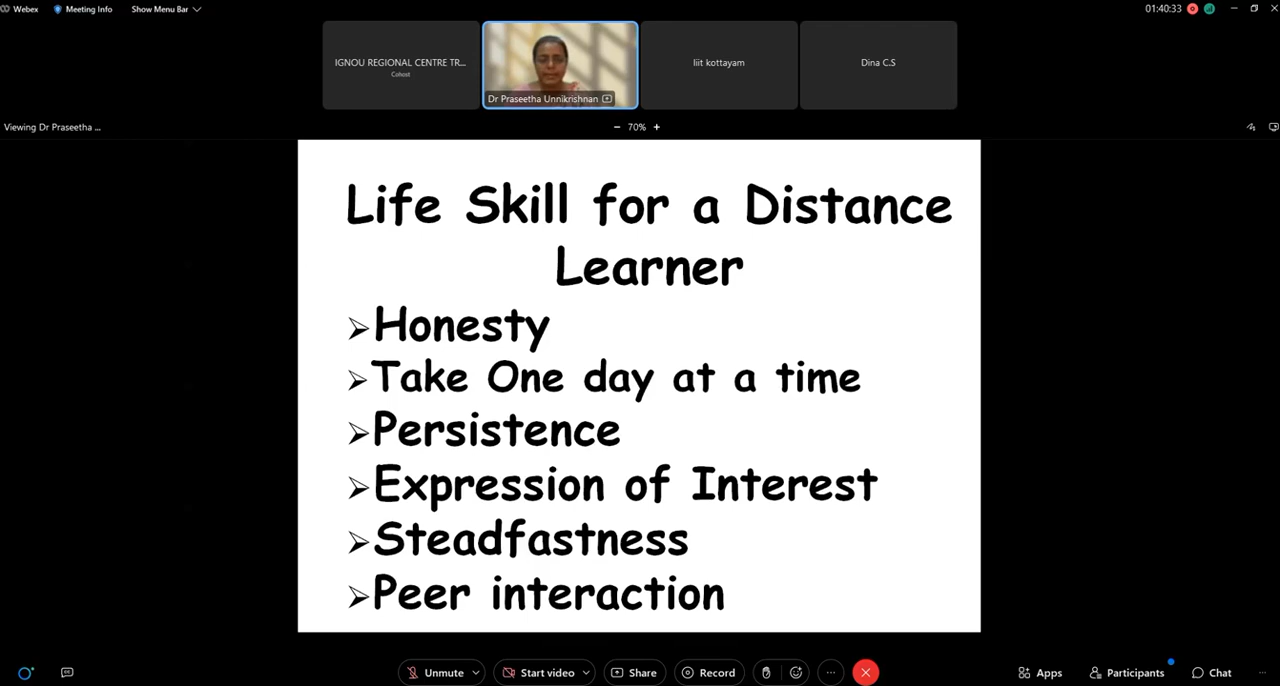 Webex
Meeting Info
Show Menu Bar
01:40:33
IGNOU REGIONAL CENTRE TR...
Cohost
Dr Praseetha Unnikrishnan
liit kottayam
Dina C.S
Viewing Dr Praseetha ...
− 70% +
Life Skill for a Distance
Learner
➢Honesty
➢Take One day at a time
➢Persistence
➢Expression of Interest
➢Steadfastness
➢Peer interaction
Unmute
Start video
Share
Record
Apps
Participants
Chat